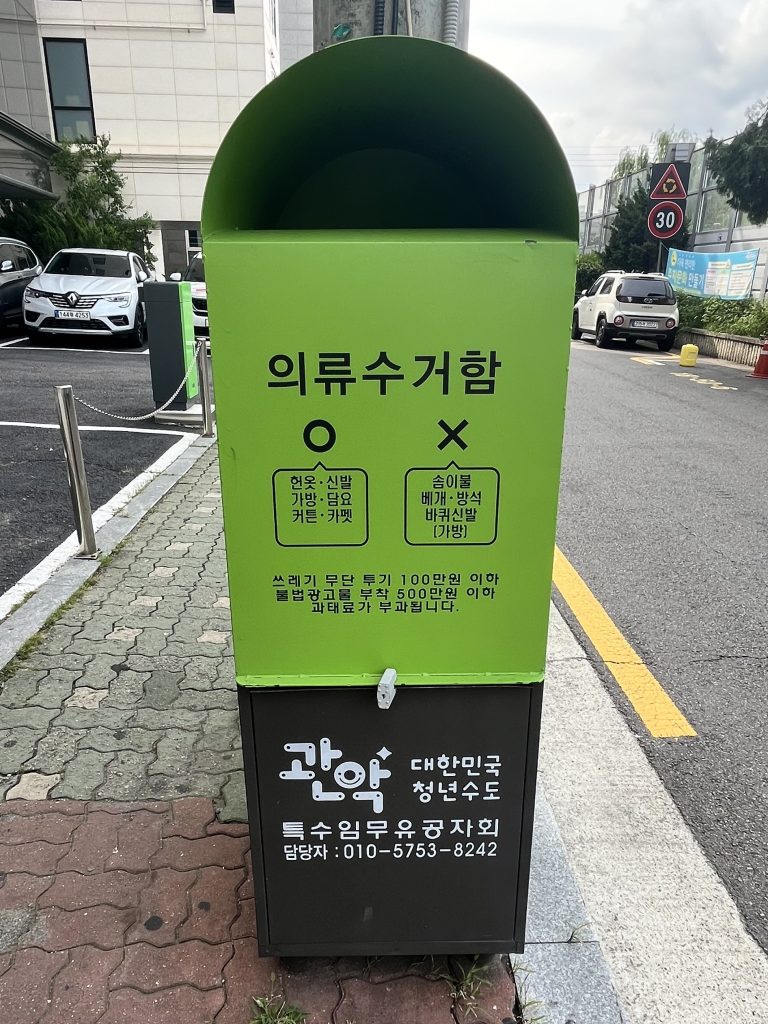 의류수거함
○ ×
헌옷·신발
가방·담요
커튼·카펫
솜이불
베개·방석
바퀴신발
(가방)
쓰레기 무단 투기 100만원 이하
불법광고물 부착 500만원 이하
과태료가 부과됩니다.
관악
대한민국
청년수도
특수임무유공자회
담당자 : 010-5753-8242
30